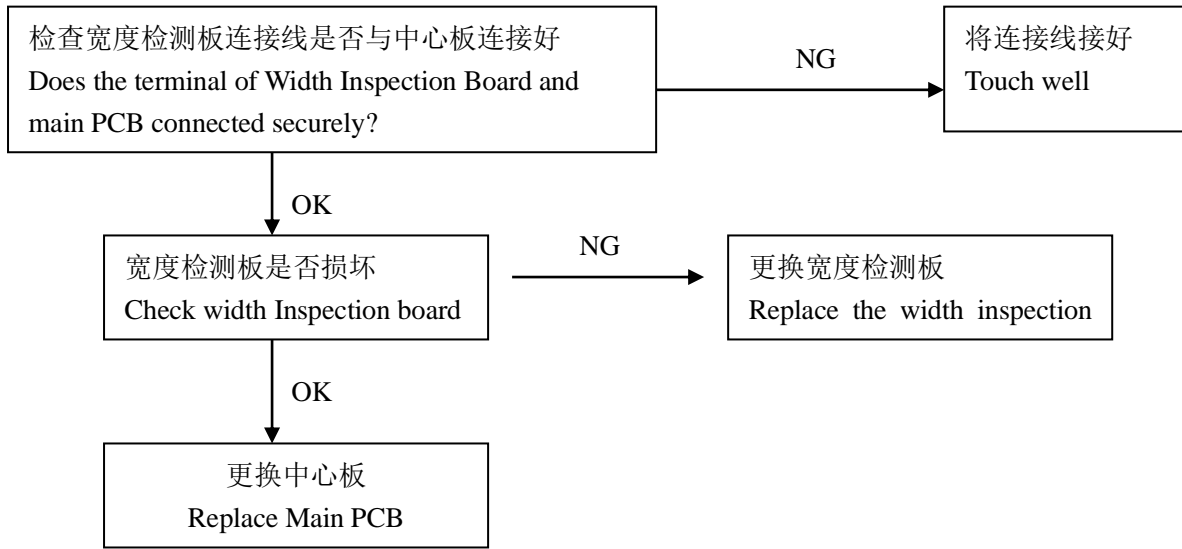 检查宽度检测板连接线是否与中心板连接好
Does the terminal of Width Inspection Board and
main PCB connected securely?
NG
将连接线接好
Touch well
OK
宽度检测板是否损坏
Check width Inspection board
NG
更换宽度检测板
Replace the width inspection
OK
更换中心板
Replace Main PCB